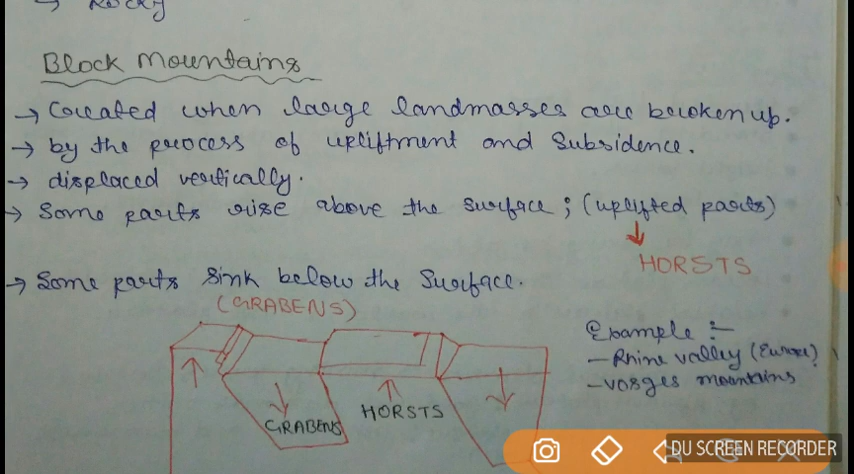 → Rocky
Block Mountains
→ Created when large landmasses are broken up.
→ by the process of upliftment and Subsidence.
→ displaced vertically.
→ Some parts rise above the surface; (uplifted parts)
HORSTS
→ Some parts sink below the Surface.
(GRABENS)
Example :-
- Rhine valley (Europe)
- Vosges mountains
GRABENS
HORSTS
DU SCREEN RECORDER